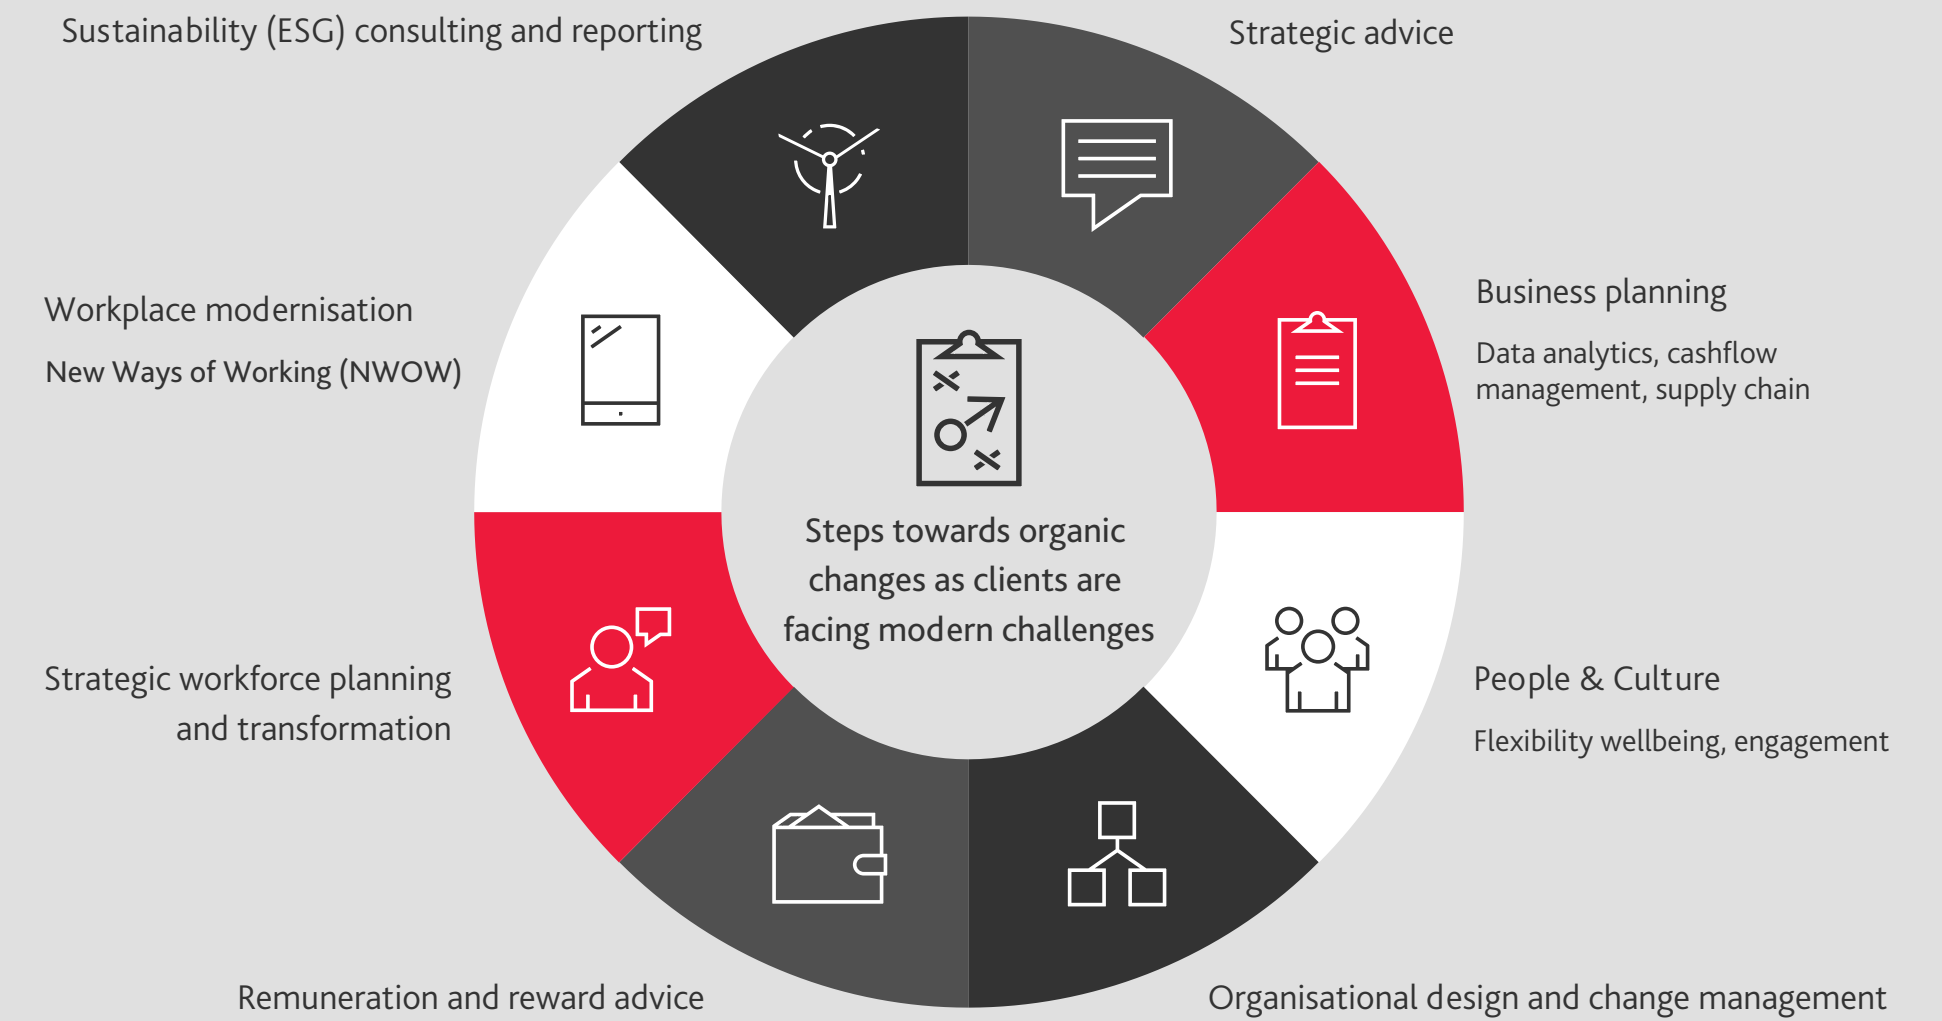 Sustainability (ESG) consulting and reporting
Strategic advice
Business planning
Data analytics, cashflow
management, supply chain
People & Culture
Flexibility wellbeing, engagement
Organisational design and change management
Remuneration and reward advice
Strategic workforce planning
and transformation
Workplace modernisation
New Ways of Working (NWOW)
Steps towards organic
changes as clients are
facing modern challenges